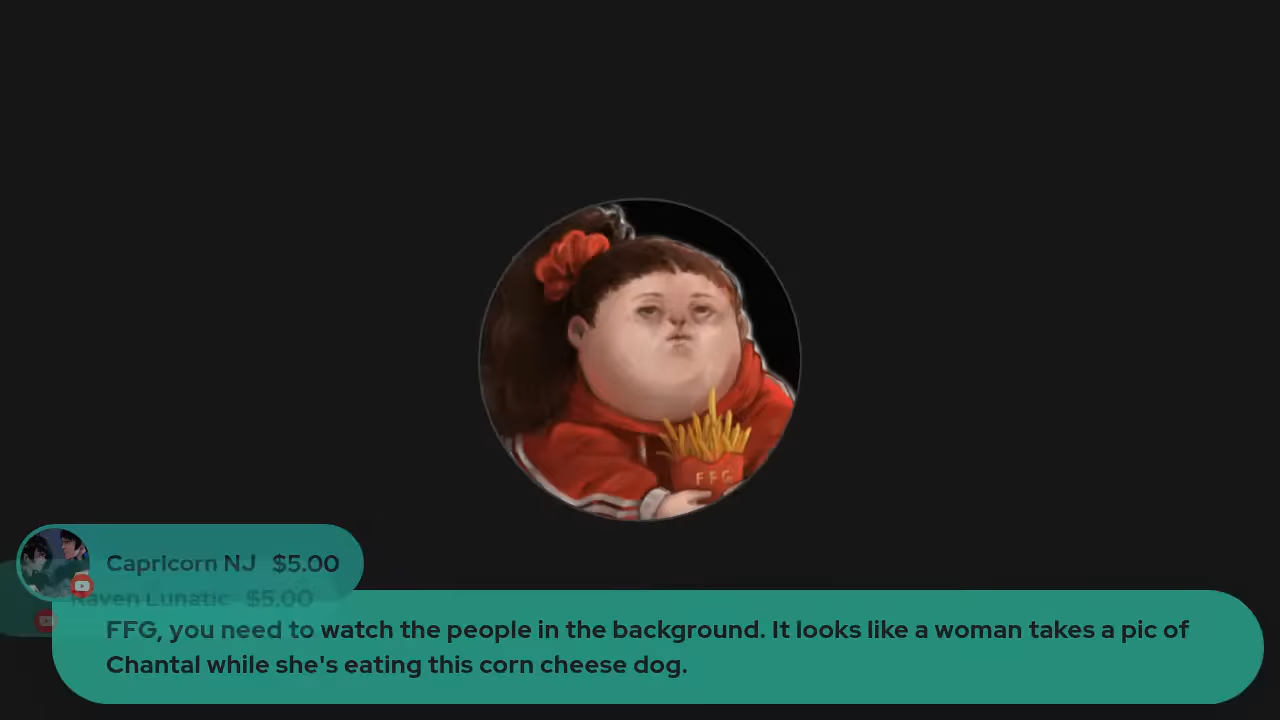 FFG
Capricorn NJ $5.00
Raven Lunatic $5.00
FFG, you need to watch the people in the background. It looks like a woman takes a pic of
Chantal while she's eating this corn cheese dog.